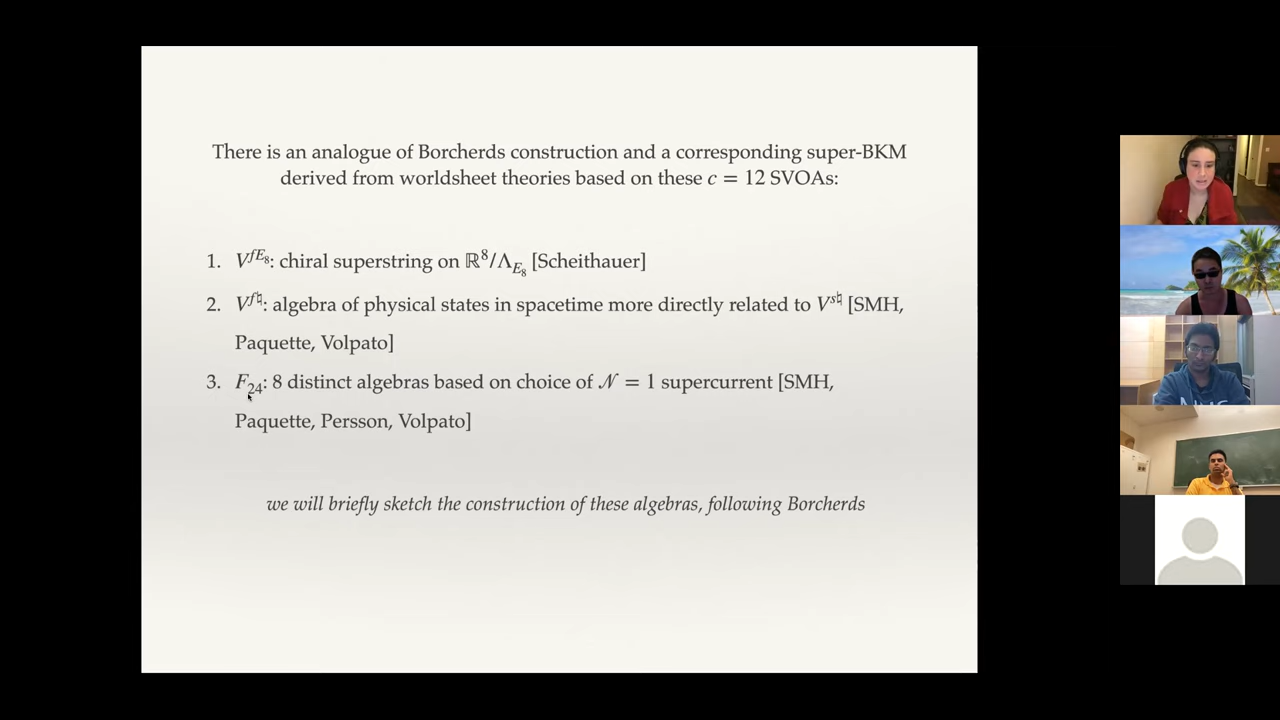 There is an analogue of Borcherds construction and a corresponding super-BKM
derived from worldsheet theories based on these c = 12 SVOAs:
1. V^{fE_8}: chiral superstring on ℝ^8/Λ_{E_8} [Scheithauer]
2. V^{f♮}: algebra of physical states in spacetime more directly related to V^{s♮} [SMH,
Paquette, Volpato]
3. F_{24}: 8 distinct algebras based on choice of 𝒩 = 1 supercurrent [SMH,
Paquette, Persson, Volpato]
we will briefly sketch the construction of these algebras, following Borcherds